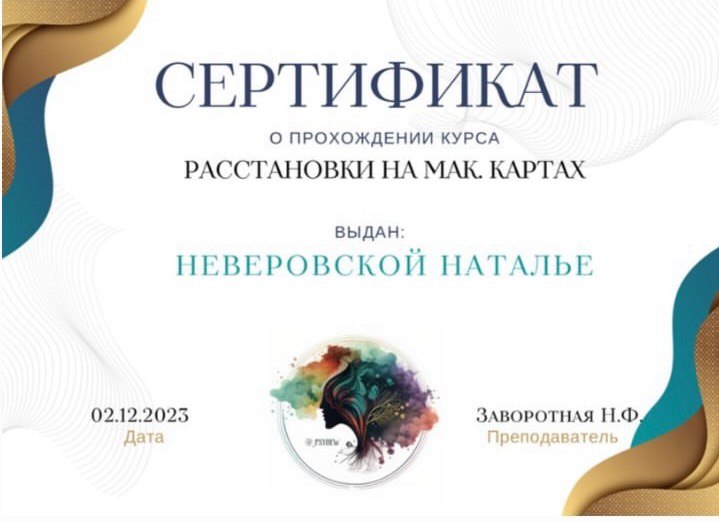 СЕРТИФИКАТ
О ПРОХОЖДЕНИИ КУРСА
РАССТАНОВКИ НА МАК. КАРТАХ
ВЫДАН:
НЕВЕРОВСКОЙ НАТАЛЬЕ
02.12.2023
Дата
Заворотная Н.Ф.
Преподаватель